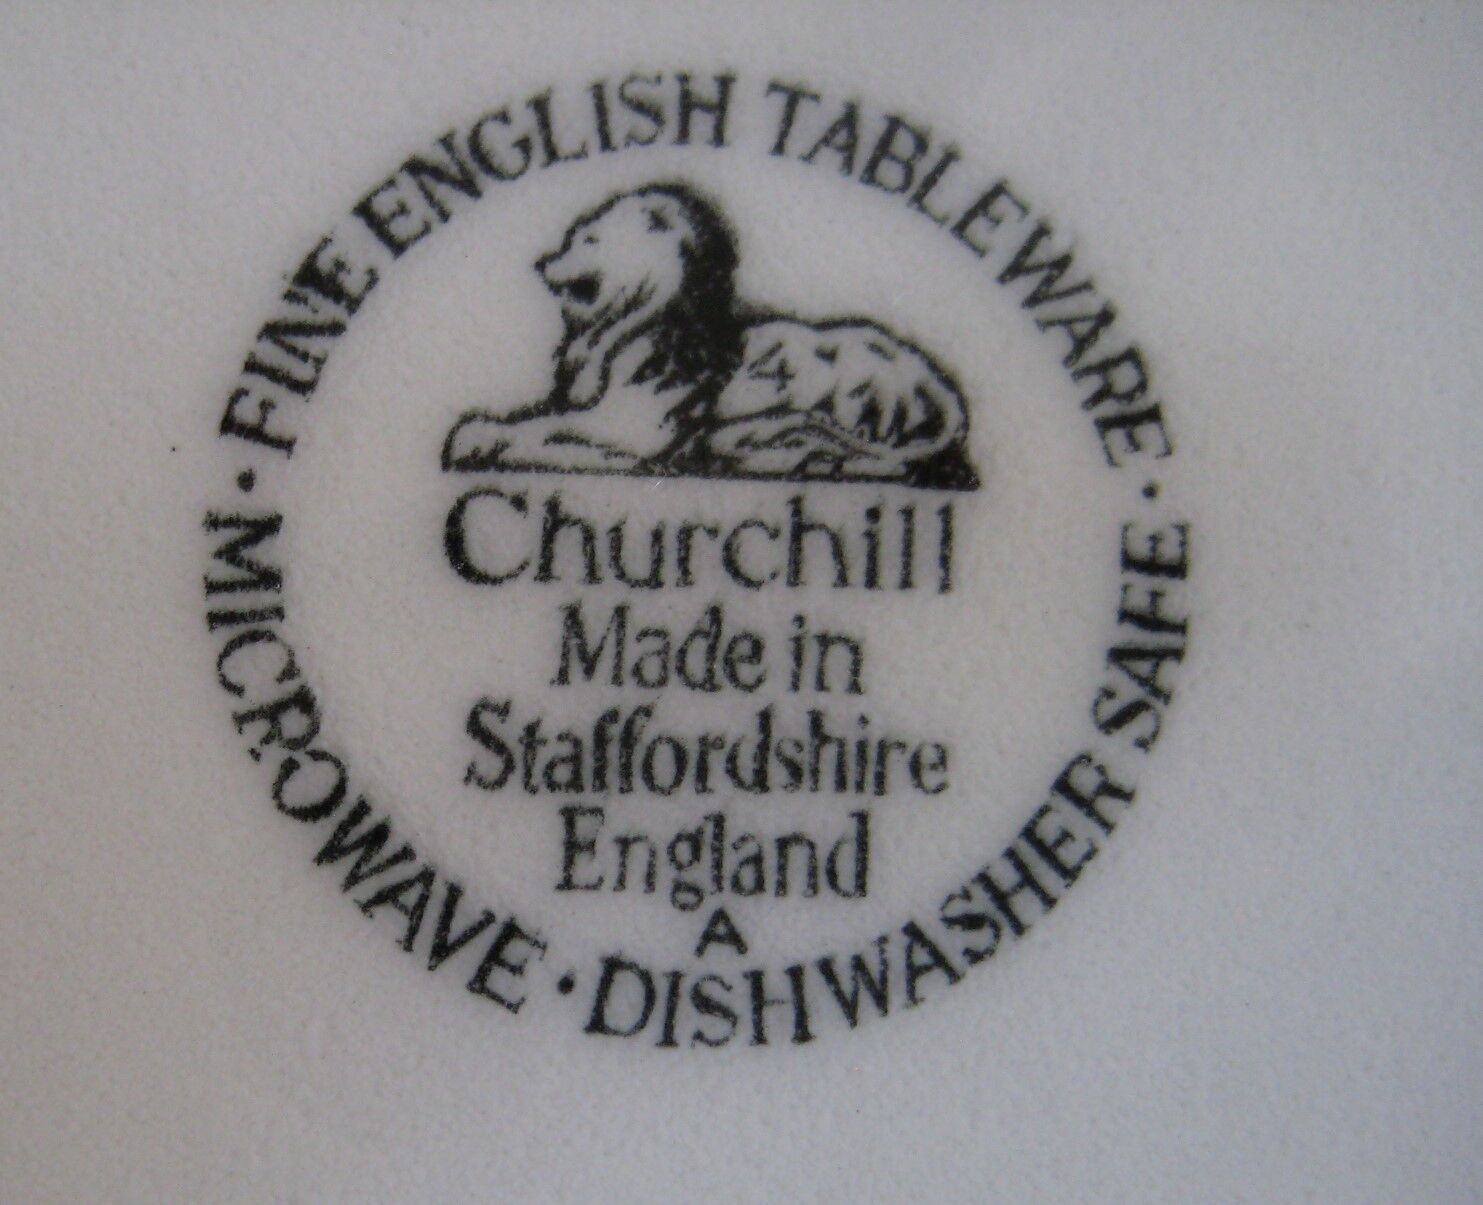 · FINE ENGLISH TABLEWARE ·
Churchill
Made in
Staffordshire
England
A
MICROWAVE · DISHWASHER SAFE